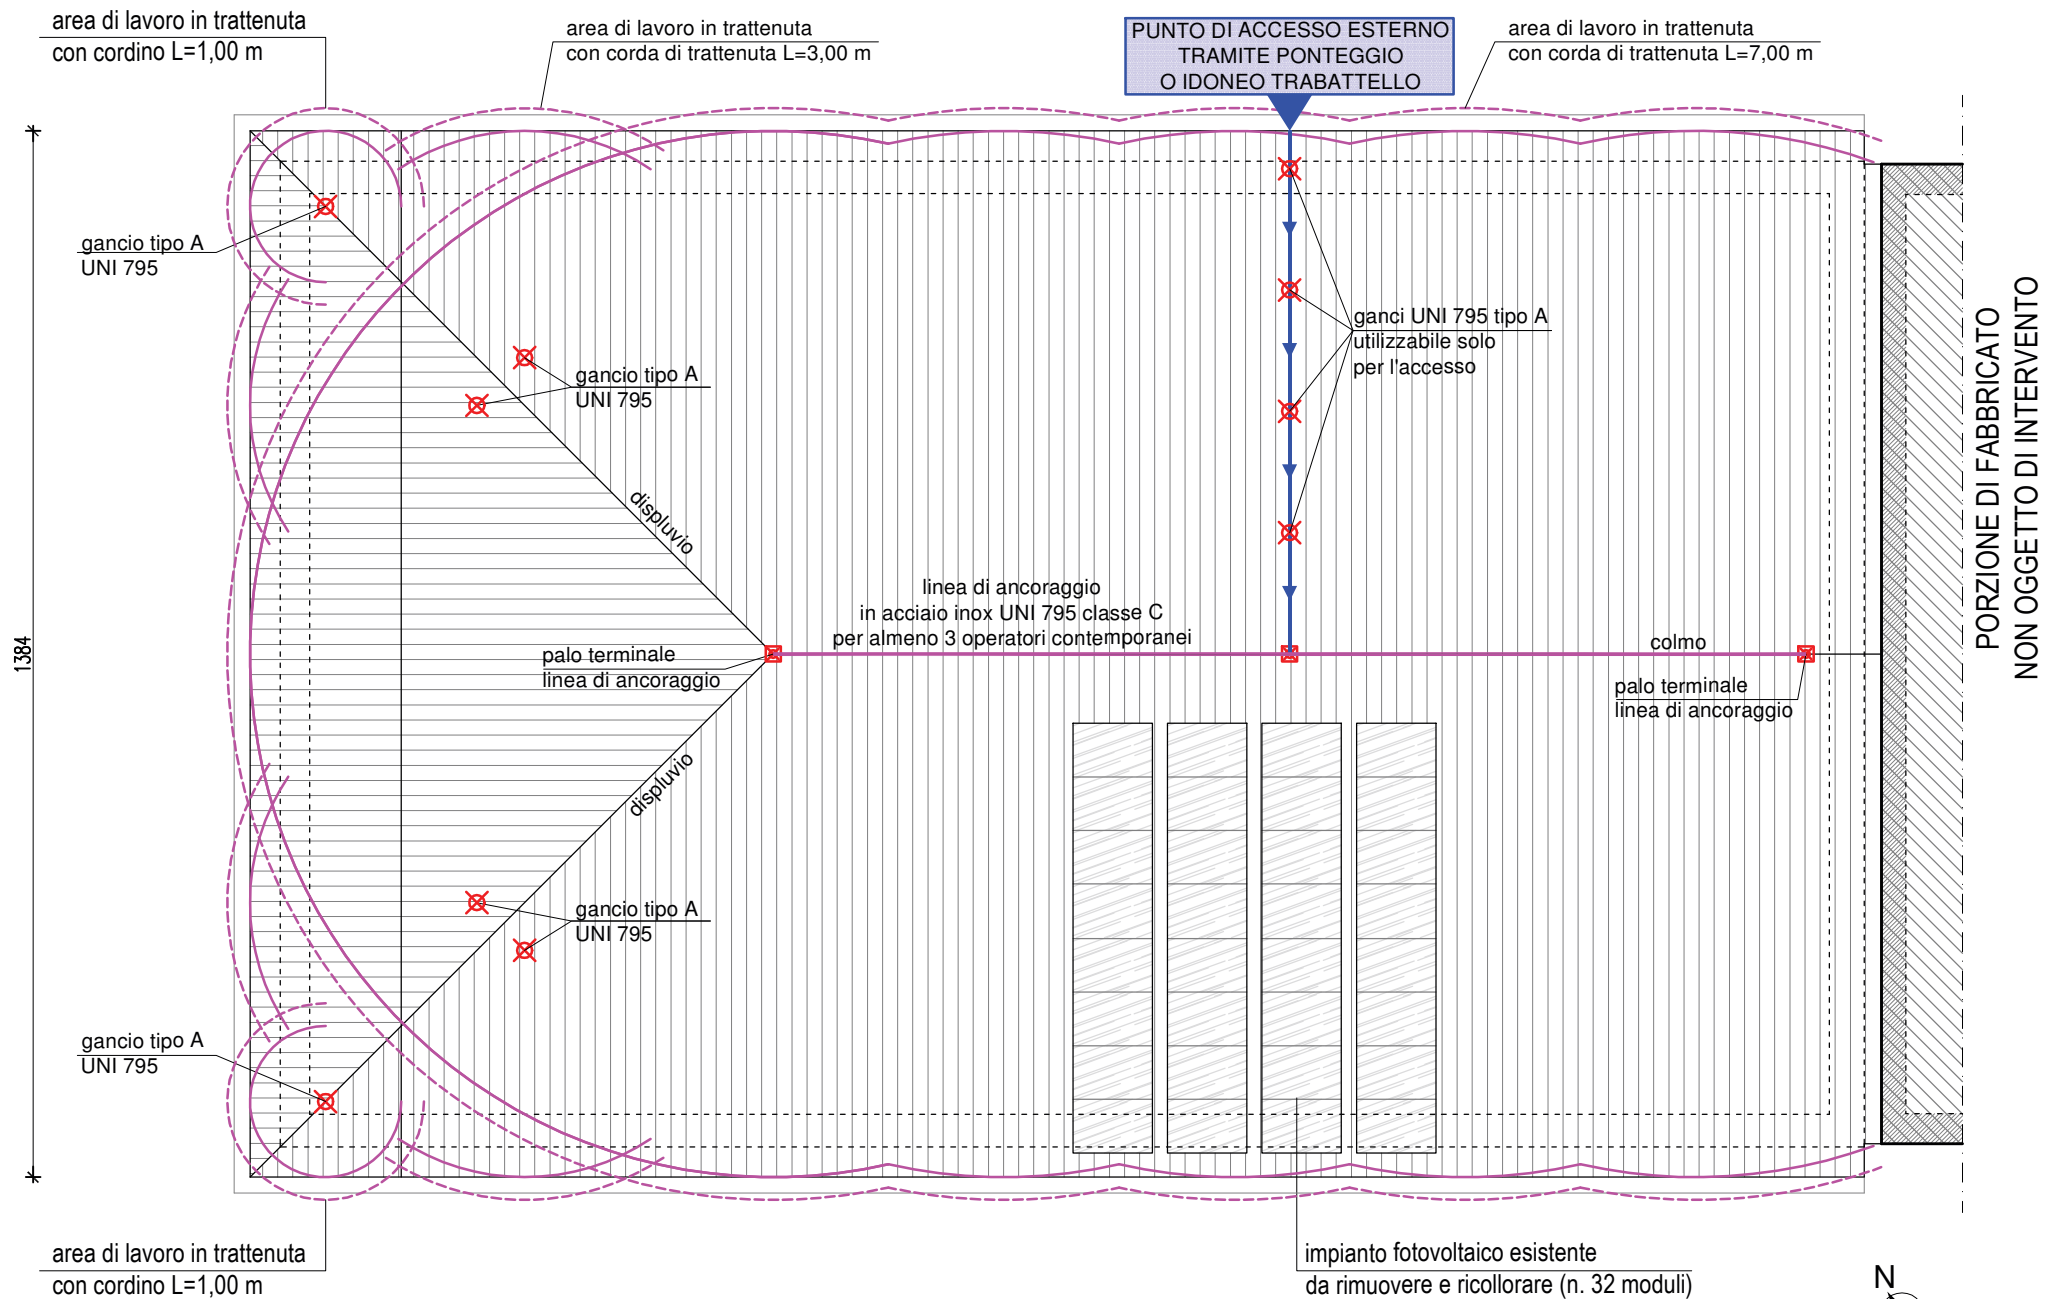 area di lavoro in trattenuta
con cordino L=1,00 m
area di lavoro in trattenuta
con corda di trattenuta L=3,00 m
PUNTO DI ACCESSO ESTERNO
TRAMITE PONTEGGIO
O IDONEO TRABATTELLO
area di lavoro in trattenuta
con corda di trattenuta L=7,00 m
gancio tipo A
UNI 795
gancio tipo A
UNI 795
ganci UNI 795 tipo A
utilizzabile solo
per l'accesso
PORZIONE DI FABBRICATO
NON OGGETTO DI INTERVENTO
displuvio
linea di ancoraggio
in acciaio inox UNI 795 classe C
per almeno 3 operatori contemporanei
1384
palo terminale
linea di ancoraggio
colmo
palo terminale
linea di ancoraggio
displuvio
gancio tipo A
UNI 795
gancio tipo A
UNI 795
area di lavoro in trattenuta
con cordino L=1,00 m
impianto fotovoltaico esistente
da rimuovere e ricollorare (n. 32 moduli)
N